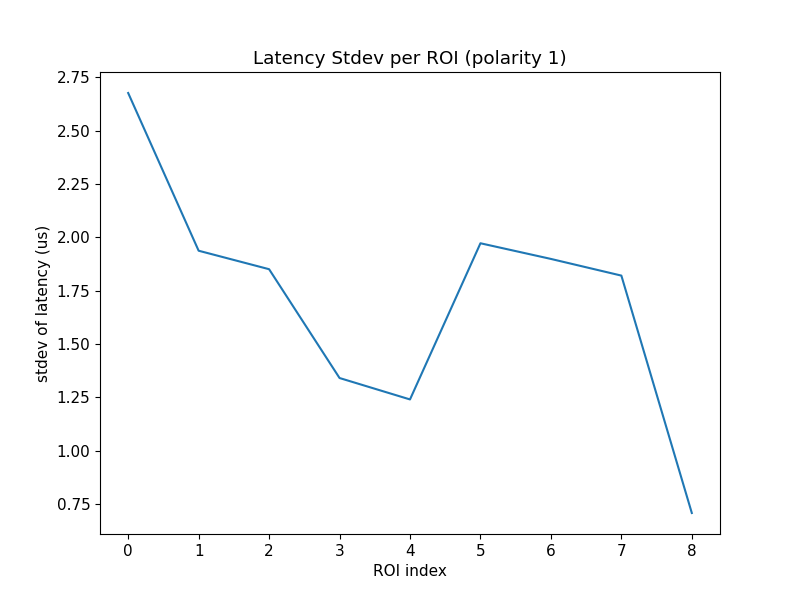 Latency Stdev per ROI (polarity 1)
stdev of latency (us)
2.75
2.50
2.25
2.00
1.75
1.50
1.25
1.00
0.75
0 1 2 3 4 5 6 7 8
ROI index